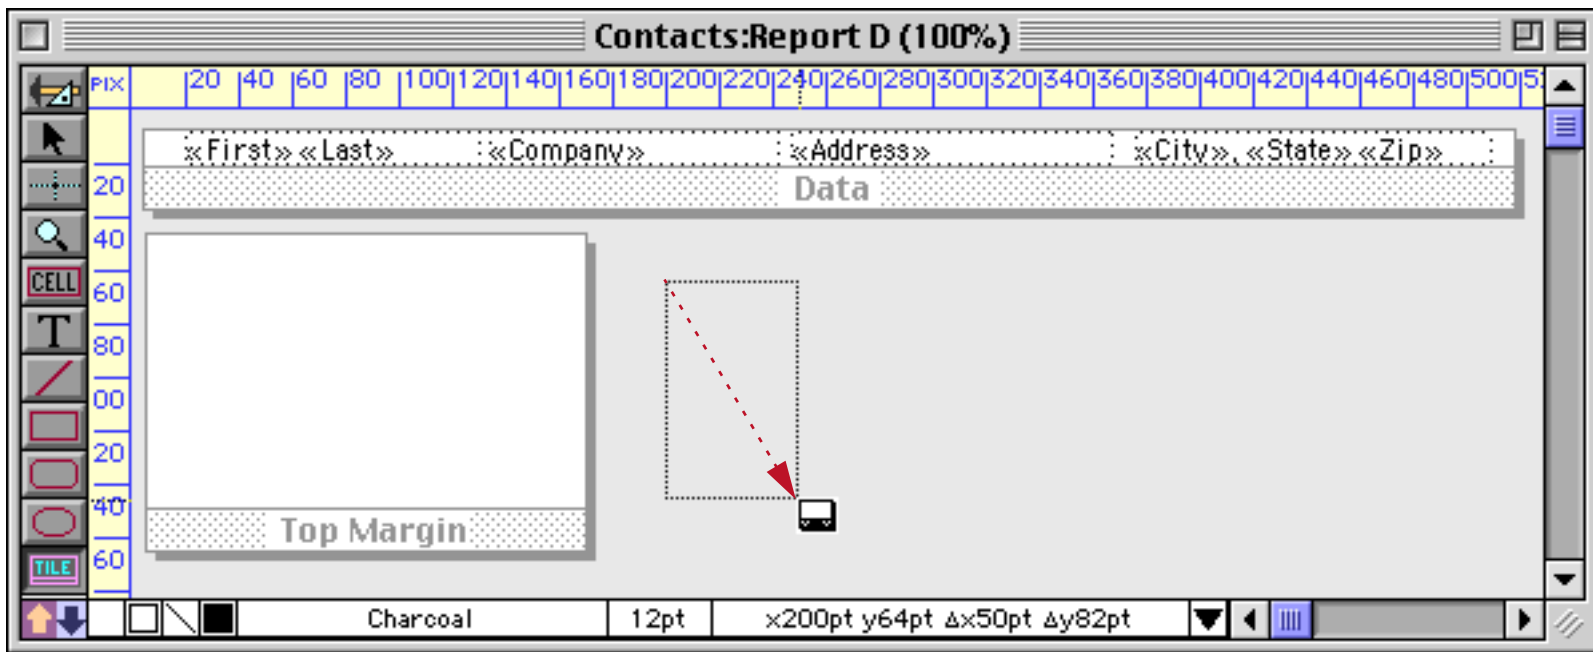 Contacts:Report D (100%)
PIX 20 40 60 80 100 120 140 160 180 200 220 240 260 280 300 320 340 360 380 400 420 440 460 480 500 5
«First» «Last» «Company» «Address» «City», «State» «Zip»
20 Data
40
CELL 60
T 80
00
20
40
Top Margin
TILE 60
Charcoal 12pt x200pt y64pt Δx50pt Δy82pt